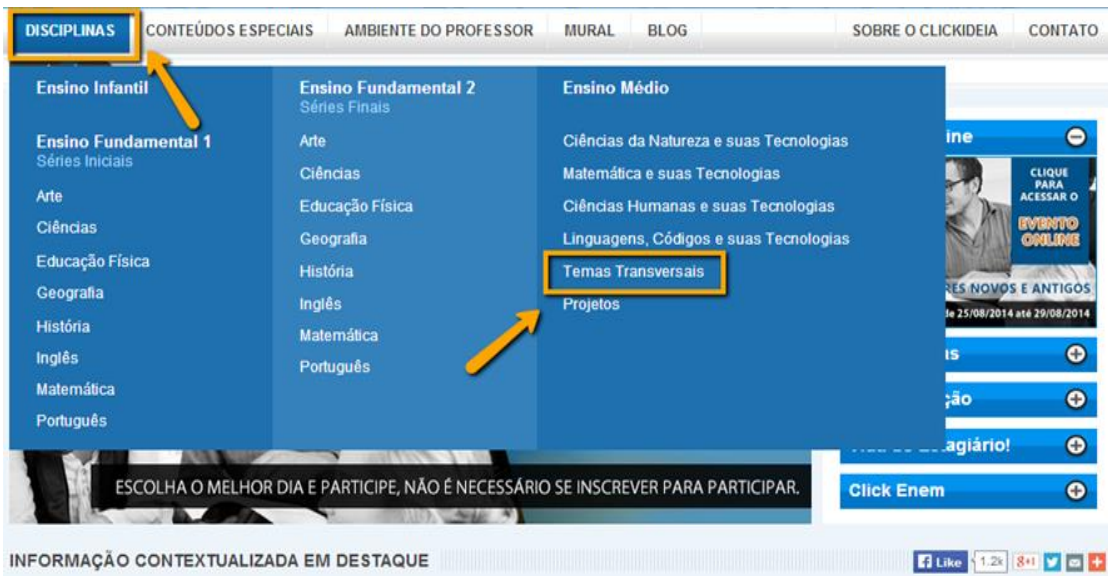 DISCIPLINAS CONTEÚDOS ESPECIAIS AMBIENTE DO PROFESSOR MURAL BLOG SOBRE O CLICKIDEIA CONTATO
Ensino Infantil
Ensino Fundamental 1
Séries Iniciais
Arte
Ciências
Educação Física
Geografia
História
Inglês
Matemática
Português
Ensino Fundamental 2
Séries Finais
Arte
Ciências
Educação Física
Geografia
História
Inglês
Matemática
Português
Ensino Médio
Ciências da Natureza e suas Tecnologias
Matemática e suas Tecnologias
Ciências Humanas e suas Tecnologias
Linguagens, Códigos e suas Tecnologias
Temas Transversais
Projetos
ine
CLIQUE
PARA
ACESSAR O
EVENTO
ONLINE
RES NOVOS E ANTIGOS
de 25/08/2014 até 29/08/2014
as
ção
agiário!
Click Enem
ESCOLHA O MELHOR DIA E PARTICIPE, NÃO É NECESSÁRIO SE INSCREVER PARA PARTICIPAR.
INFORMAÇÃO CONTEXTUALIZADA EM DESTAQUE
Like 1.2k 8+1